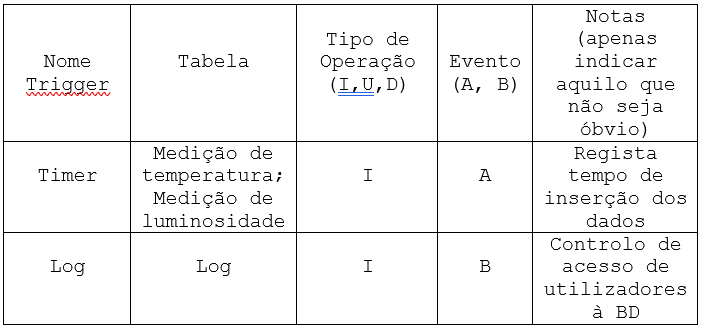 Nome
Trigger
Tabela
Tipo de
Operação
(I,U,D)
Evento
(A, B)
Notas
(apenas
indicar
aquilo que
não seja
óbvio)
Timer
Medição de
temperatura;
Medição de
luminosidade
I
A
Regista
tempo de
inserção dos
dados
Log
Log
I
B
Controlo de
acesso de
utilizadores
à BD